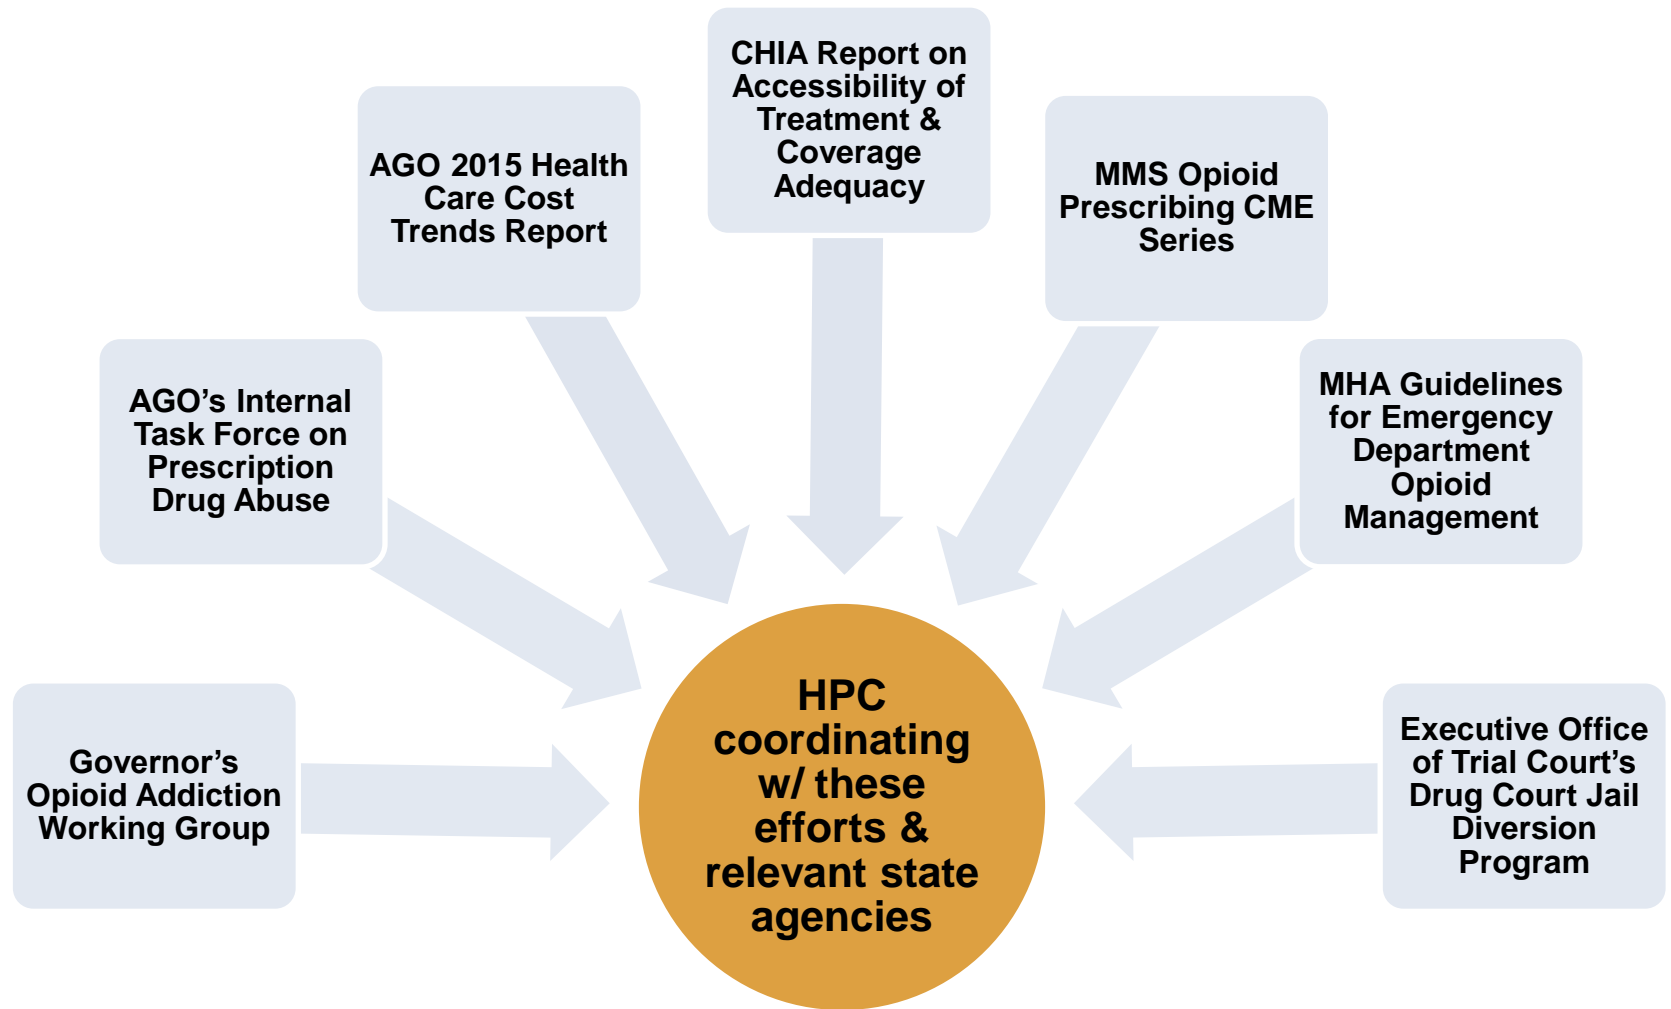 CHIA Report on
Accessibility of
Treatment &
Coverage
Adequacy
AGO 2015 Health
Care Cost
Trends Report
MMS Opioid
Prescribing CME
Series
AGO’s Internal
Task Force on
Prescription
Drug Abuse
MHA Guidelines
for Emergency
Department
Opioid
Management
Governor’s
Opioid Addiction
Working Group
HPC
coordinating
w/ these
efforts &
relevant state
agencies
Executive Office
of Trial Court’s
Drug Court Jail
Diversion
Program